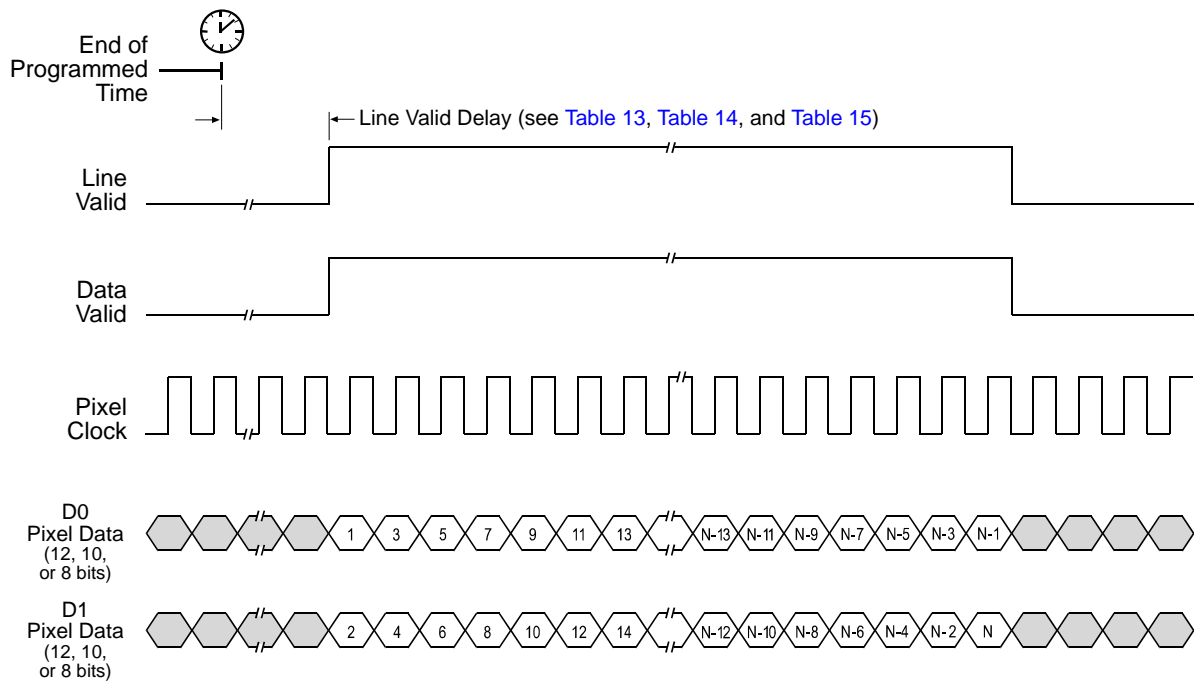 End of
Programmed
Time
Line Valid Delay (see Table 13, Table 14, and Table 15)
Line
Valid
Data
Valid
Pixel
Clock
D0
Pixel Data
(12, 10,
or 8 bits)
1 3 5 7 9 11 13 N-13 N-11 N-9 N-7 N-5 N-3 N-1
D1
Pixel Data
(12, 10,
or 8 bits)
2 4 6 8 10 12 14 N-12 N-10 N-8 N-6 N-4 N-2 N